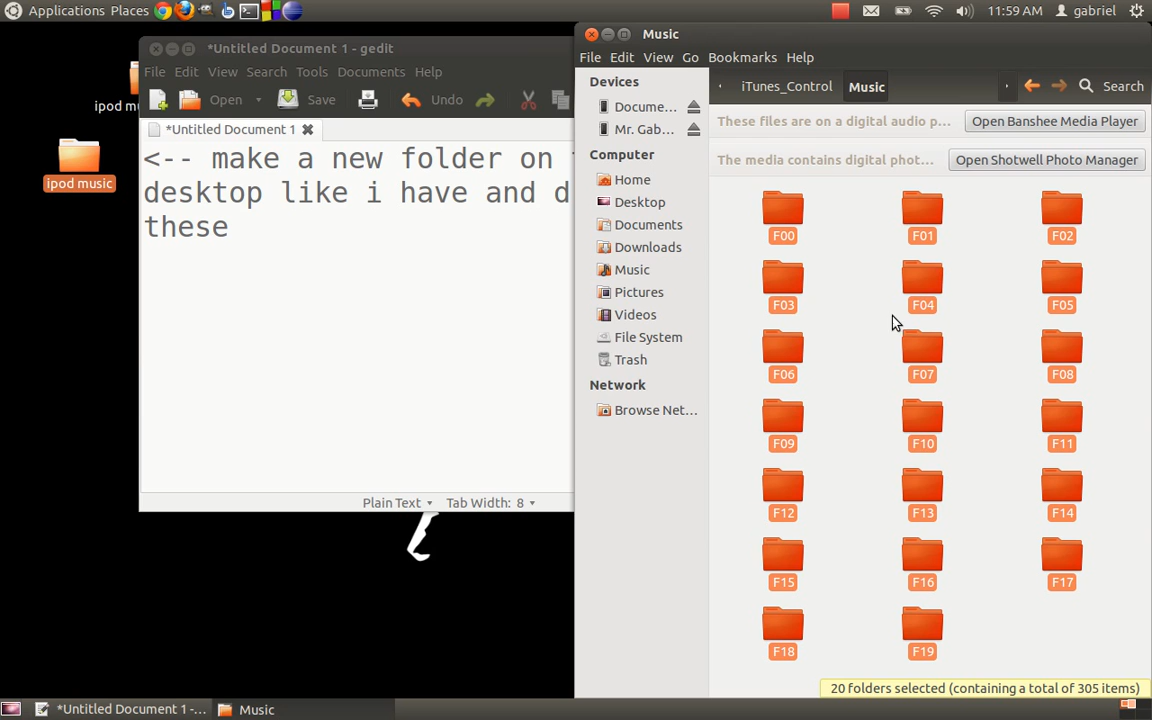 Applications Places
11:59 AM gabriel
ipod mu
ipod music
*Untitled Document 1 - gedit
File Edit View Search Tools Documents Help
Open Save Undo
*Untitled Document 1
<-- make a new folder on
desktop like i have and d
these
Plain Text Tab Width: 8
Music
File Edit View Go Bookmarks Help
Devices
Docume...
Mr. Gab...
Computer
Home
Desktop
Documents
Downloads
Music
Pictures
Videos
File System
Trash
Network
Browse Net...
iTunes_Control Music Search
These files are on a digital audio p... Open Banshee Media Player
The media contains digital phot... Open Shotwell Photo Manager
F00 F01 F02
F03 F04 F05
F06 F07 F08
F09 F10 F11
F12 F13 F14
F15 F16 F17
F18 F19
20 folders selected (containing a total of 305 items)
*Untitled Document 1 -... Music